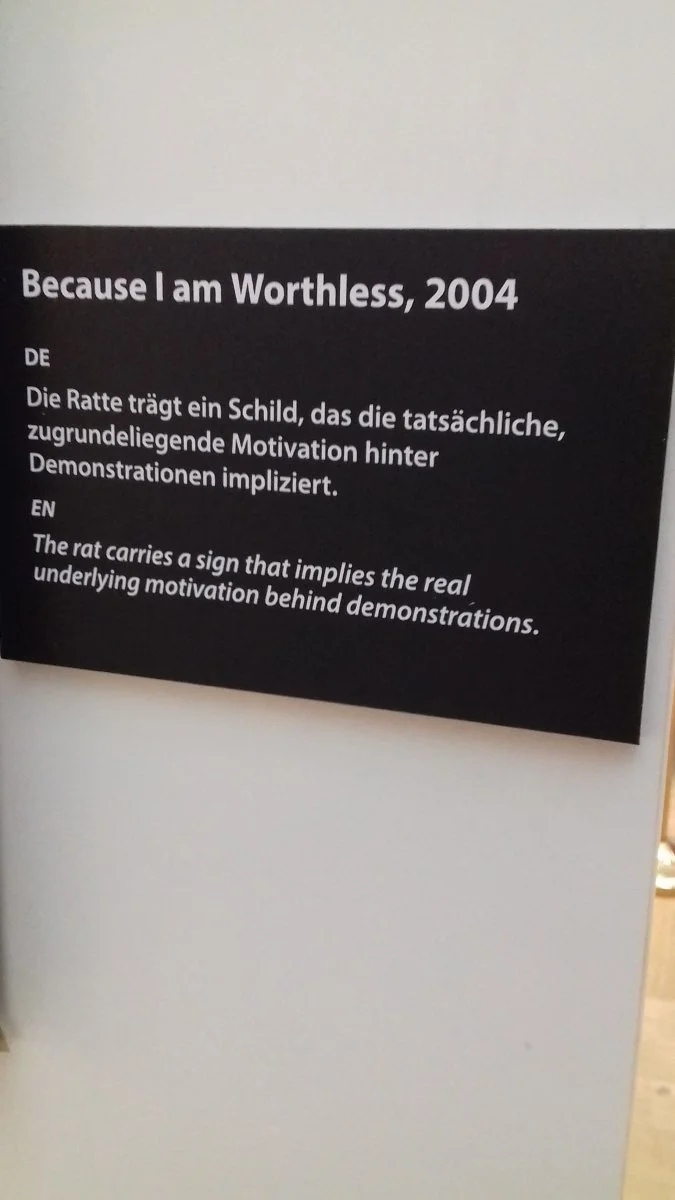 Because I am Worthless, 2004
DE
Die Ratte trägt ein Schild, das die tatsächliche,
zugrundeliegende Motivation hinter
Demonstrationen impliziert.
EN
The rat carries a sign that implies the real
underlying motivation behind demonstrations.